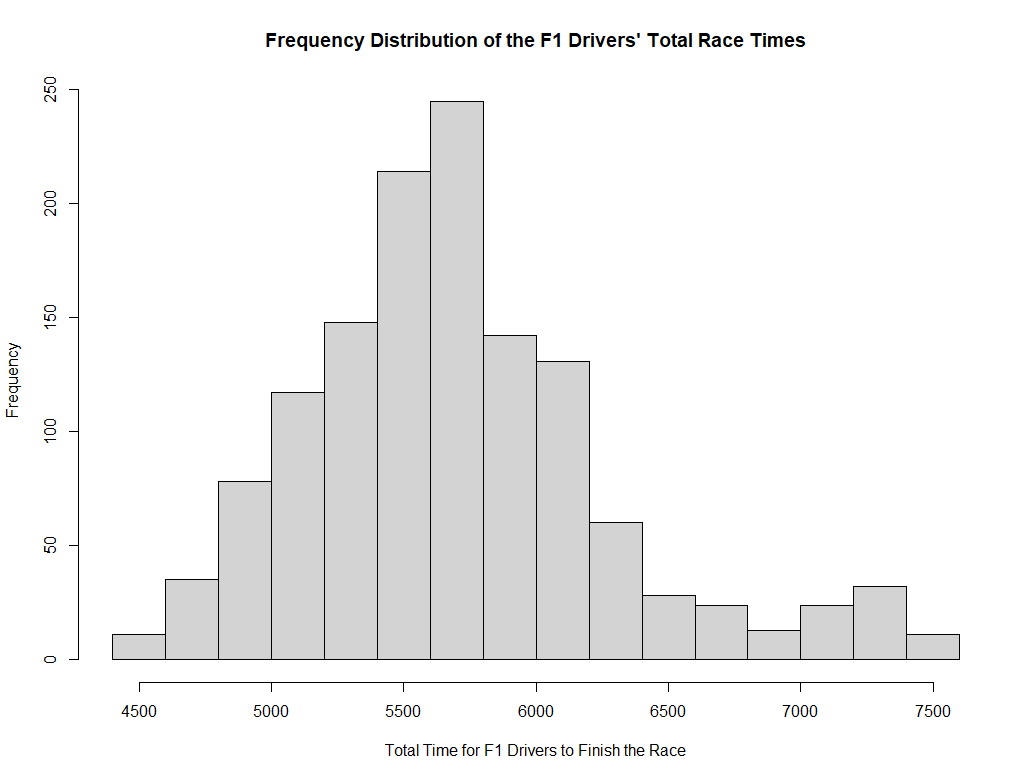 Frequency Distribution of the F1 Drivers' Total Race Times
250
200
150
100
50
0
Frequency
4500 5000 5500 6000 6500 7000 7500
Total Time for F1 Drivers to Finish the Race